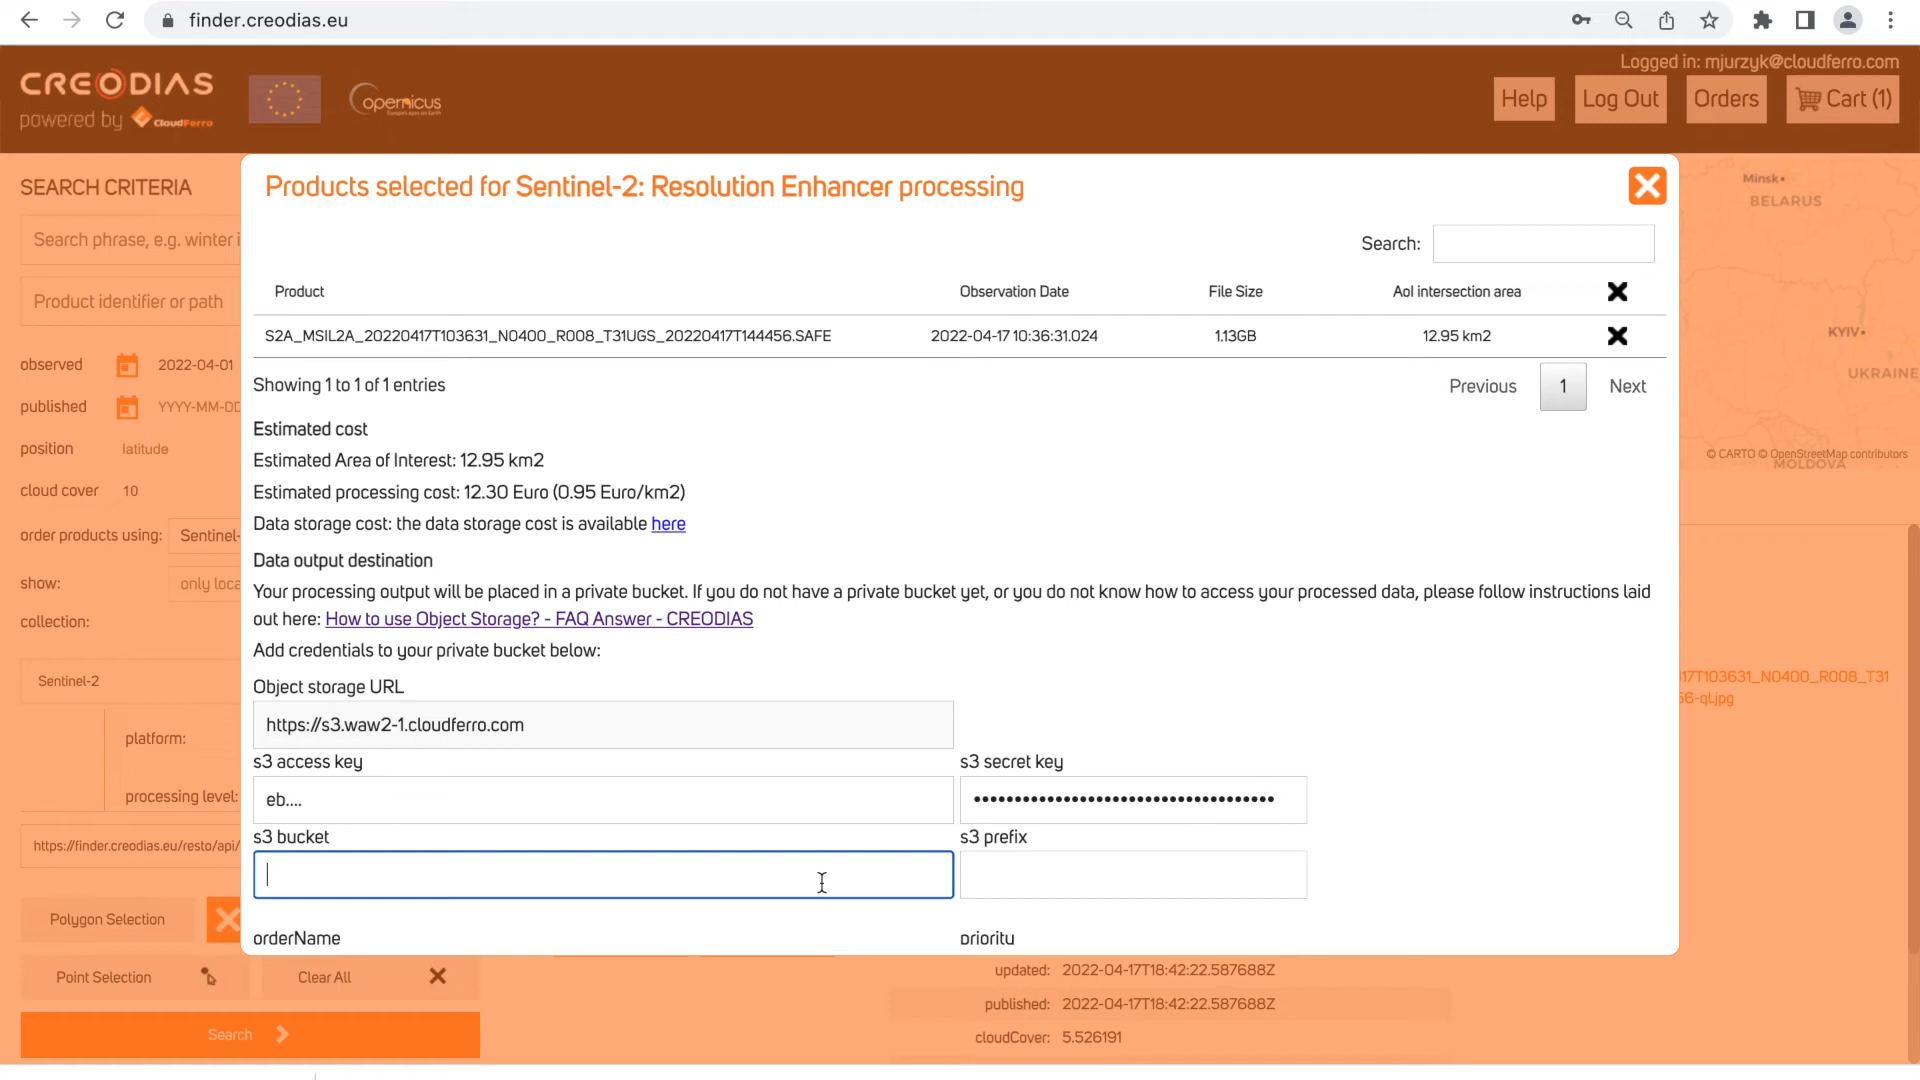 finder.creodias.eu
Logged in: mjurzyk@cloudferro.com
CREODIAS
powered by CloudFerro
opernicus
Europe's eyes on Earth
Help
Log Out
Orders
Cart (1)
SEARCH CRITERIA
Search phrase, e.g. winter i
Product identifier or path
observed 2022-04-01
published YYYY-MM-DD
position latitude
cloud cover 10
order products using: Sentinel-
show: only loca
collection:
Sentinel-2
platform:
processing level:
https://finder.creodias.eu/resto/api/
Polygon Selection
Point Selection
Clear All
Search
Products selected for Sentinel-2: Resolution Enhancer processing
Search:
Product Observation Date File Size AoI intersection area
S2A_MSIL2A_20220417T103631_N0400_R008_T31UGS_20220417T144456.SAFE 2022-04-17 10:36:31.024 1.13GB 12.95 km2
Showing 1 to 1 of 1 entries
Previous 1 Next
Estimated cost
Estimated Area of Interest: 12.95 km2
Estimated processing cost: 12.30 Euro (0.95 Euro/km2)
Data storage cost: the data storage cost is available here
Data output destination
Your processing output will be placed in a private bucket. If you do not have a private bucket yet, or you do not know how to access your processed data, please follow instructions laid
out here: How to use Object Storage? - FAQ Answer - CREODIAS
Add credentials to your private bucket below:
Object storage URL
https://s3.waw2-1.cloudferro.com
s3 access key s3 secret key
eb....
s3 bucket s3 prefix
orderName priority
Minsk
BELARUS
KYIV
UKRAINE
© CARTO © OpenStreetMap contributors
MOLDOVA
17T103631_N0400_R008_T31
56-ql.jpg
updated: 2022-04-17T18:42:22.587688Z
published: 2022-04-17T18:42:22.587688Z
cloudCover: 5.526191